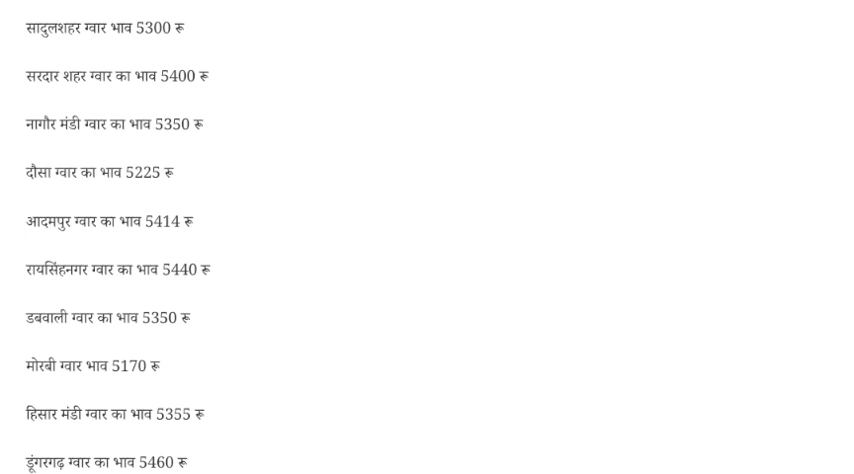 सादुलशहर ग्वार भाव 5300 रू
सरदार शहर ग्वार का भाव 5400 रू
नागौर मंडी ग्वार का भाव 5350 रू
दौसा ग्वार का भाव 5225 रू
आदमपुर ग्वार का भाव 5414 रू
रायसिंहनगर ग्वार का भाव 5440 रू
डबवाली ग्वार का भाव 5350 रू
मोरबी ग्वार भाव 5170 रू
हिसार मंडी ग्वार का भाव 5355 रू
डूंगरगढ़ ग्वार का भाव 5460 रू